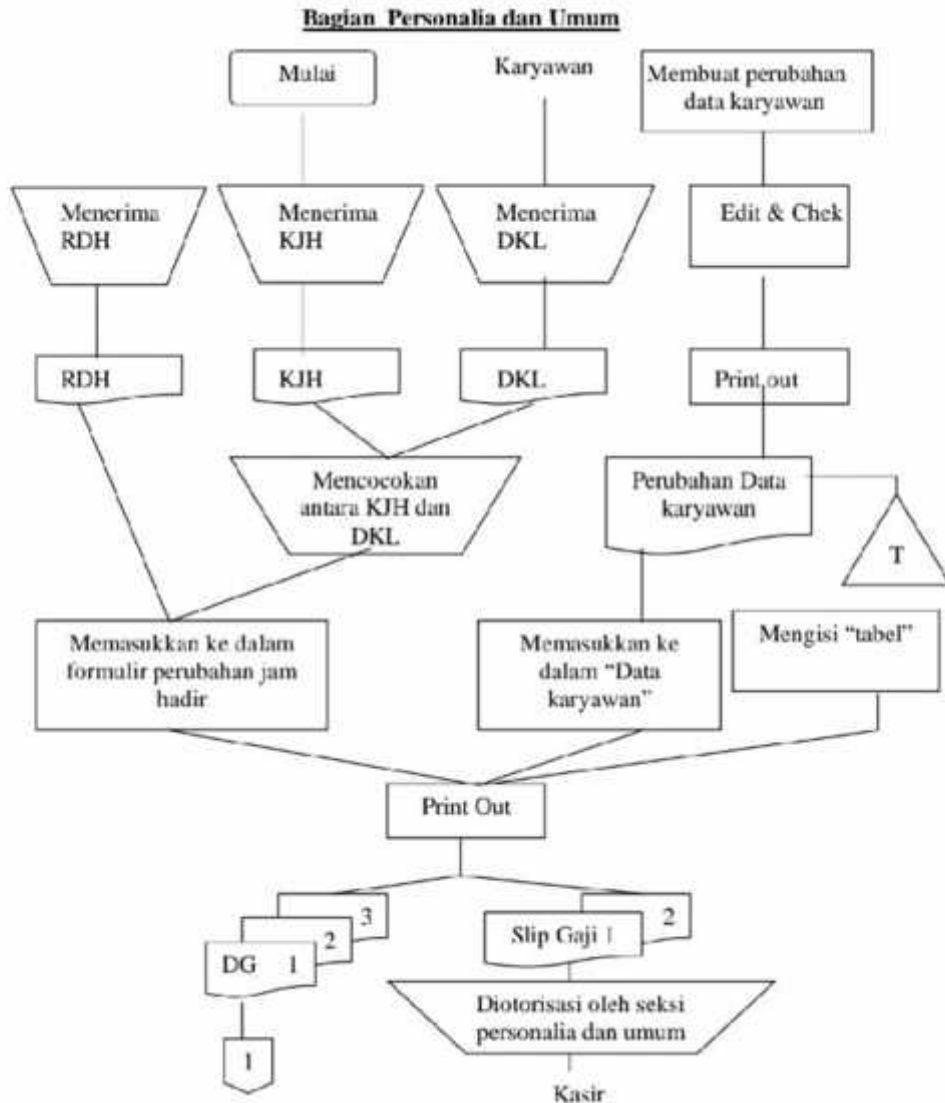 Bagian Personalia dan Umum
Mulai
Karyawan
Membuat perubahan
data karyawan
Menerima
RDH
Menerima
KJH
Menerima
DKL
Edit & Chek
RDH
KJH
DKL
Print out
Mencocokan
antara KJH dan
DKL
Perubahan Data
karyawan
T
Memasukkan ke dalam
formulir perubahan jam
hadir
Memasukkan ke
dalam “Data
karyawan”
Mengisi “tabel”
Print Out
3
2
DG 1
2
Slip Gaji 1
Diotorisasi oleh seksi
personalia dan umum
1
Kasir